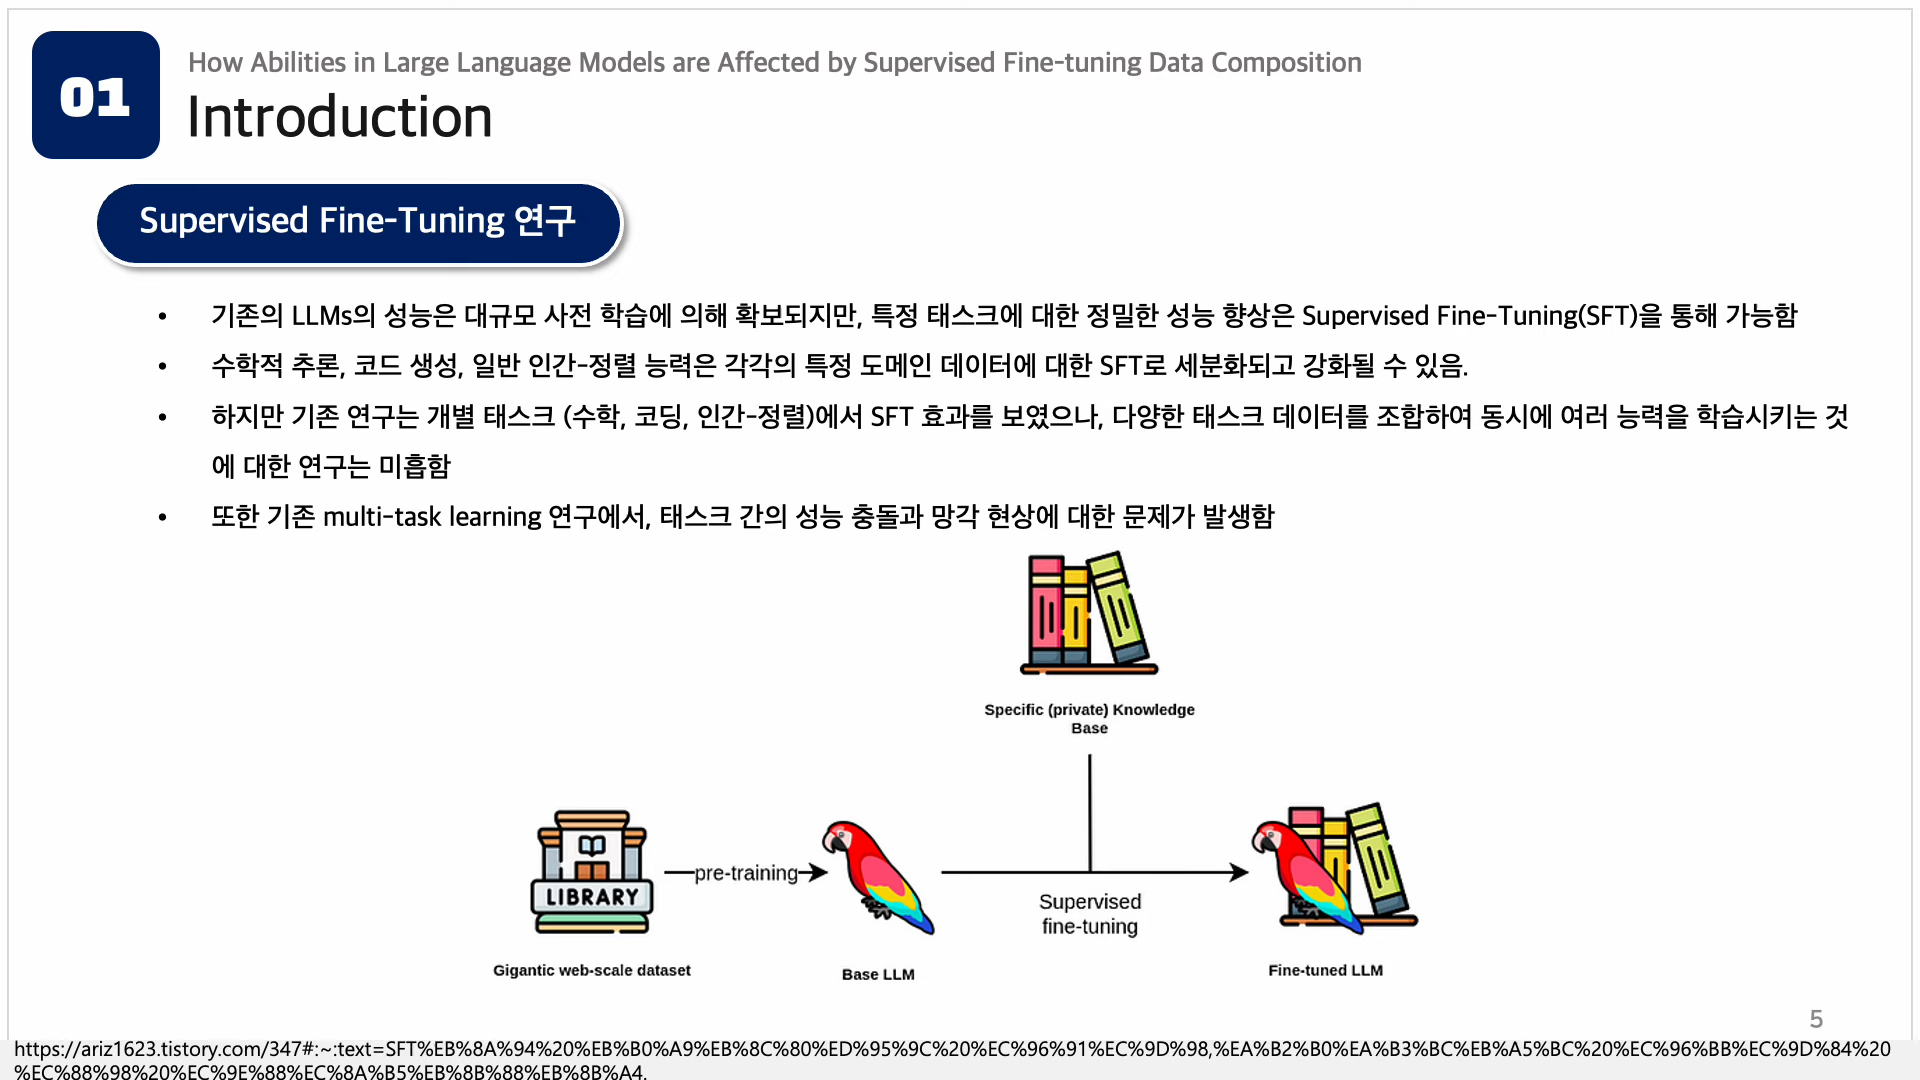 01
How Abilities in Large Language Models are Affected by Supervised Fine-tuning Data Composition
Introduction
Supervised Fine-Tuning 연구
• 기존의 LLMs의 성능은 대규모 사전 학습에 의해 확보되지만, 특정 태스크에 대한 정밀한 성능 향상은 Supervised Fine-Tuning(SFT)을 통해 가능함
• 수학적 추론, 코드 생성, 일반 인간-정렬 능력은 각각의 특정 도메인 데이터에 대한 SFT로 세분화되고 강화될 수 있음.
• 하지만 기존 연구는 개별 태스크 (수학, 코딩, 인간-정렬)에서 SFT 효과를 보였으나, 다양한 태스크 데이터를 조합하여 동시에 여러 능력을 학습시키는 것
에 대한 연구는 미흡함
• 또한 기존 multi-task learning 연구에서, 태스크 간의 성능 충돌과 망각 현상에 대한 문제가 발생함
Specific (private) Knowledge
Base
LIBRARY
pre-training
Supervised
fine-tuning
Gigantic web-scale dataset
Base LLM
Fine-tuned LLM
5
https://ariz1623.tistory.com/347#:~:text=SFT%EB%8A%94%20%EB%B0%A9%EB%8C%80%ED%95%9C%20%EC%96%91%EC%9D%98,%EA%B2%B0%EA%B3%BC%EB%A5%BC%20%EC%96%BB%EC%9D%84%20
%EC%88%98%20%EC%9E%88%EC%8A%B5%EB%8B%88%EB%8B%A4.